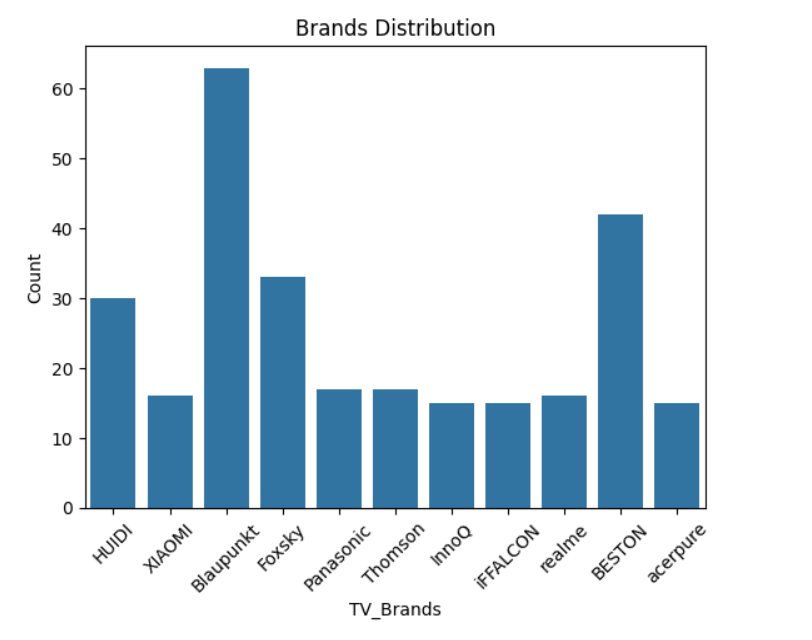 Brands Distribution
Count
60
50
40
30
20
10
0
HUIDI
XIAOMI
Blaupunkt
Foxsky
Panasonic
Thomson
InnoQ
iFFALCON
realme
BESTON
acerpure
TV_Brands